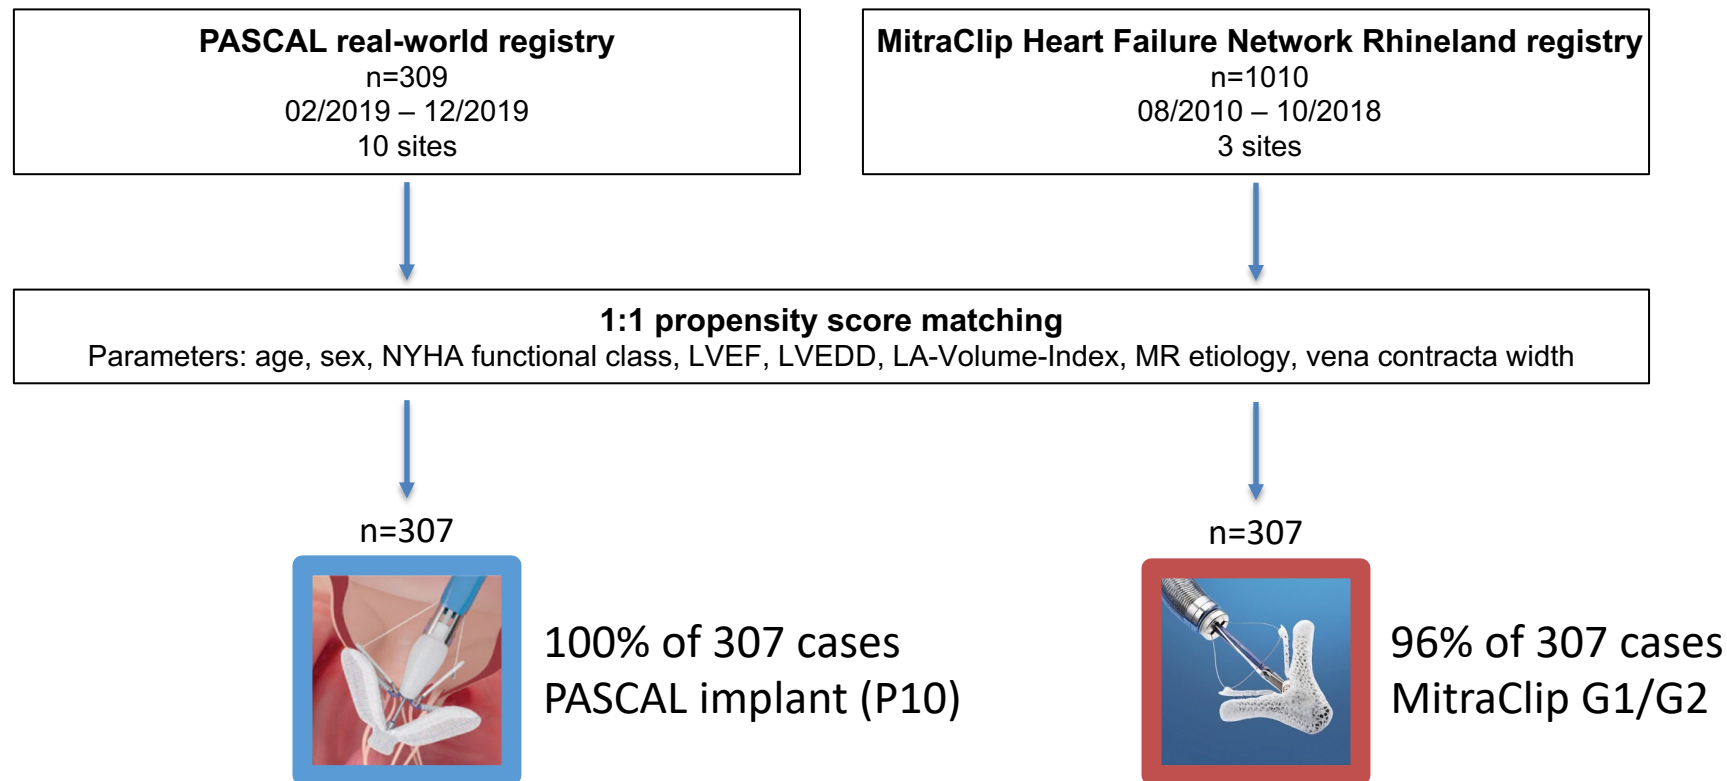 PASCAL real-world registry
n=309
02/2019 – 12/2019
10 sites
MitraClip Heart Failure Network Rhineland registry
n=1010
08/2010 – 10/2018
3 sites
1:1 propensity score matching
Parameters: age, sex, NYHA functional class, LVEF, LVEDD, LA-Volume-Index, MR etiology, vena contracta width
n=307
100% of 307 cases
PASCAL implant (P10)
n=307
96% of 307 cases
MitraClip G1/G2